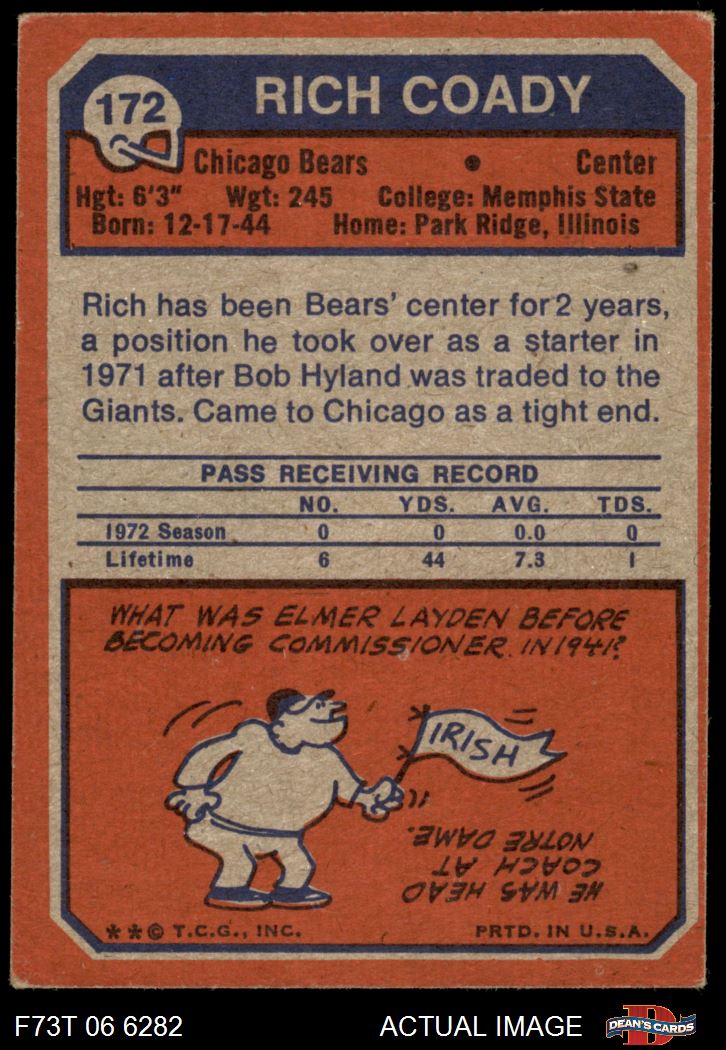 172
RICH COADY
Chicago Bears • Center
Hgt: 6'3" Wgt: 245 College: Memphis State
Born: 12-17-44 Home: Park Ridge, Illinois
Rich has been Bears' center for 2 years,
a position he took over as a starter in
1971 after Bob Hyland was traded to the
Giants. Came to Chicago as a tight end.
PASS RECEIVING RECORD
NO. YDS. AVG. TDS.
1972 Season 0 0 0.0 0
Lifetime 6 44 7.3 1
WHAT WAS ELMER LAYDEN BEFORE
BECOMING COMMISSIONER IN 1941?
IRISH
HE WAS HEAD
COACH AT
NOTRE DAME.
**© T.C.G., INC. PRTD. IN U.S.A.
F73T 06 6282 ACTUAL IMAGE
D
DEAN'S CARDS